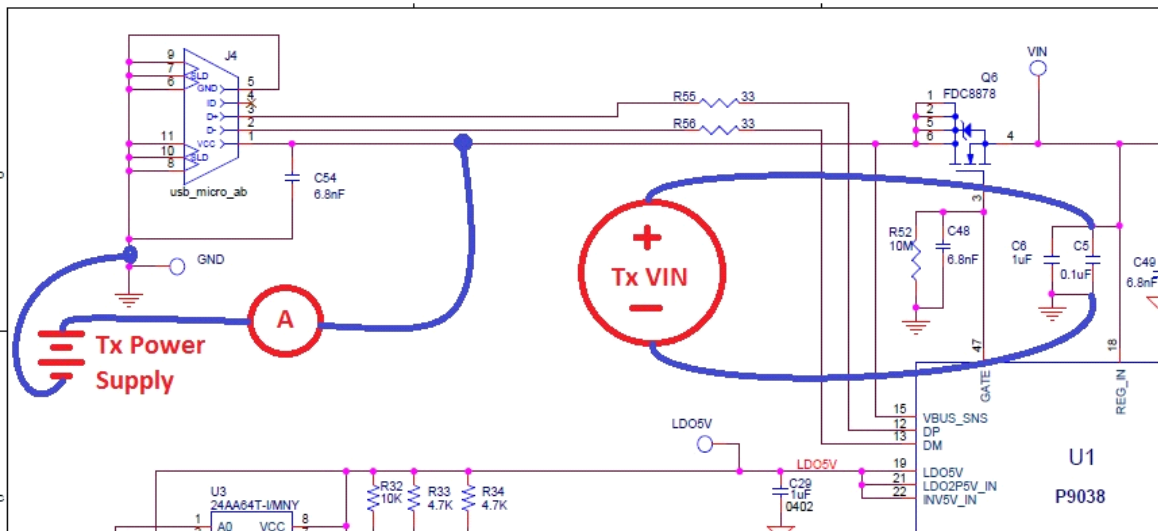 J4
9
7
6
SLD
GND
ID
D+
D-
VCC
5
4
3
2
1
11
10
8
SLD
usb_micro_ab
C54
6.8nF
GND
R55 33
R56 33
VIN
Q6
FDC8878
1
2
5
6
4
3
R52
10M
C48
6.8nF
C6
1uF
C5
0.1uF
C49
6.8nF
+
Tx VIN
−
A
Tx Power
Supply
47
18
GATE
REG_IN
15 VBUS_SNS
12 DP
13 DM
LDO5V
LDO5V
19 LDO5V
21 LDO2P5V_IN
22 INV5V_IN
U1
P9038
C29
1uF
0402
R32
10K
R33
4.7K
R34
4.7K
U3
24AA64T-I/MNY
1 A0 VCC 8